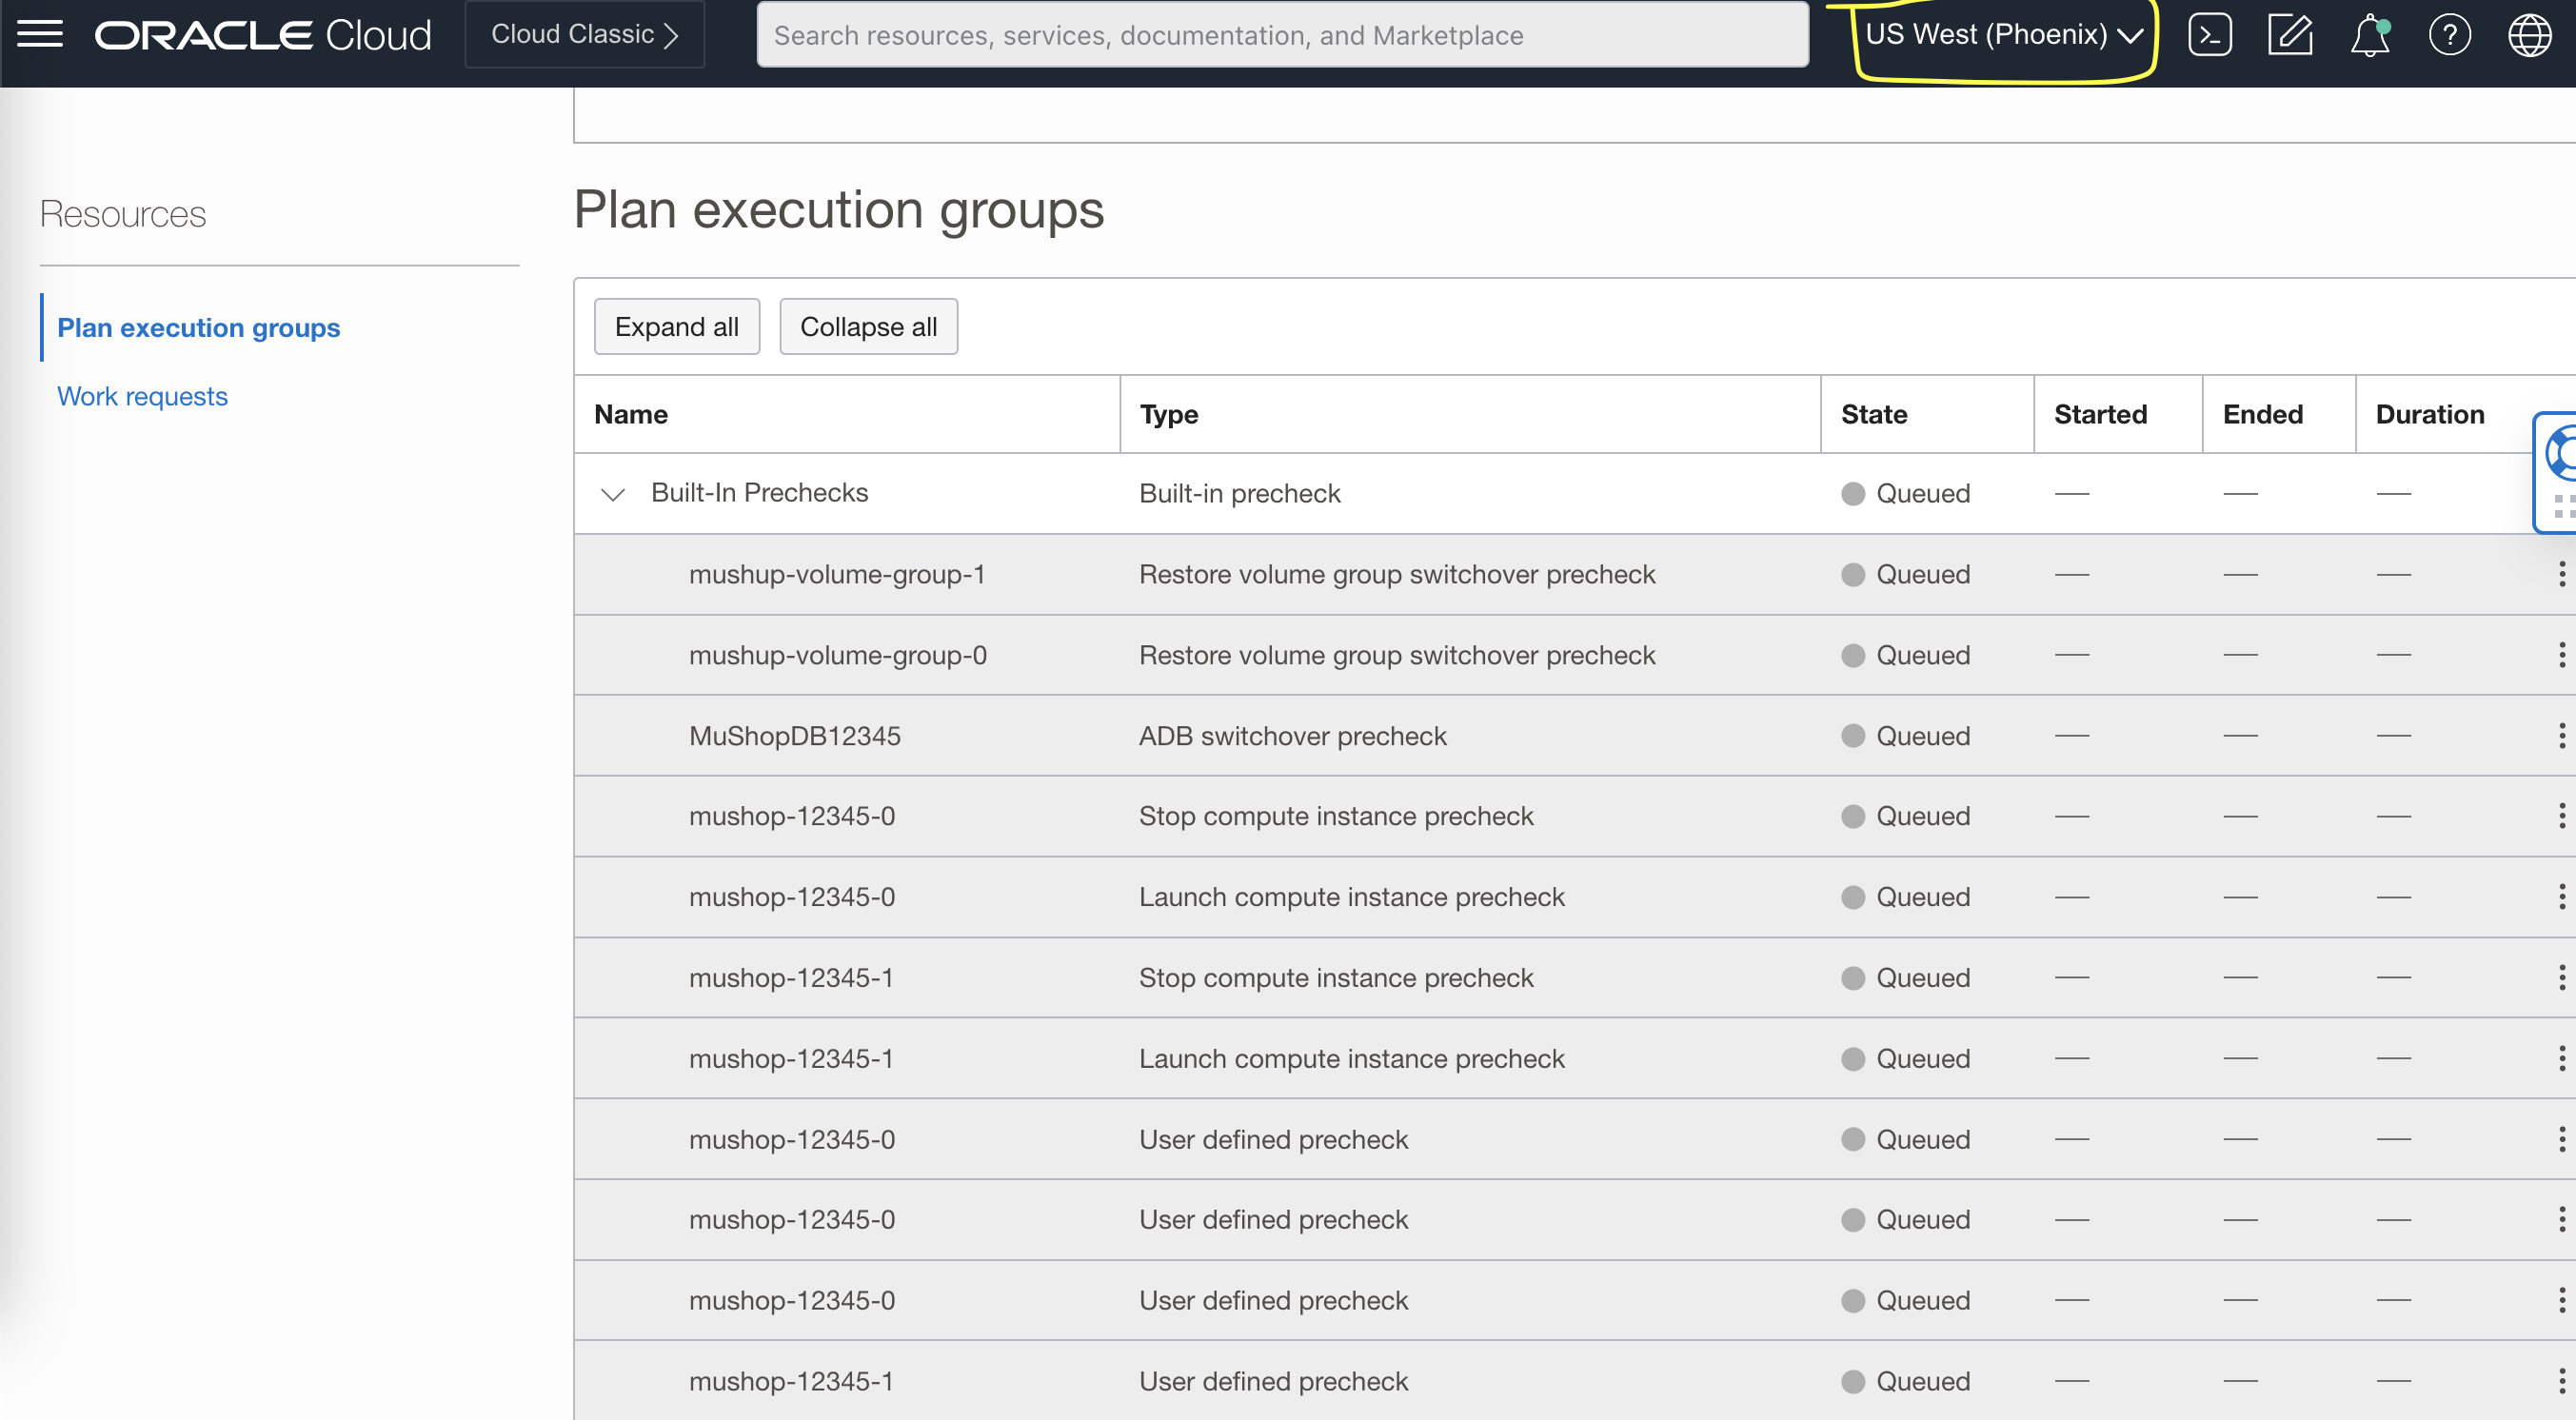 ORACLE Cloud Cloud Classic Search resources, services, documentation, and Marketplace US West (Phoenix)
Resources
Plan execution groups
Work requests
Plan execution groups
Expand all Collapse all
Name Type State Started Ended Duration
Built-In Prechecks Built-in precheck Queued — — —
mushup-volume-group-1 Restore volume group switchover precheck Queued — — —
mushup-volume-group-0 Restore volume group switchover precheck Queued — — —
MuShopDB12345 ADB switchover precheck Queued — — —
mushop-12345-0 Stop compute instance precheck Queued — — —
mushop-12345-0 Launch compute instance precheck Queued — — —
mushop-12345-1 Stop compute instance precheck Queued — — —
mushop-12345-1 Launch compute instance precheck Queued — — —
mushop-12345-0 User defined precheck Queued — — —
mushop-12345-0 User defined precheck Queued — — —
mushop-12345-0 User defined precheck Queued — — —
mushop-12345-1 User defined precheck Queued — — —